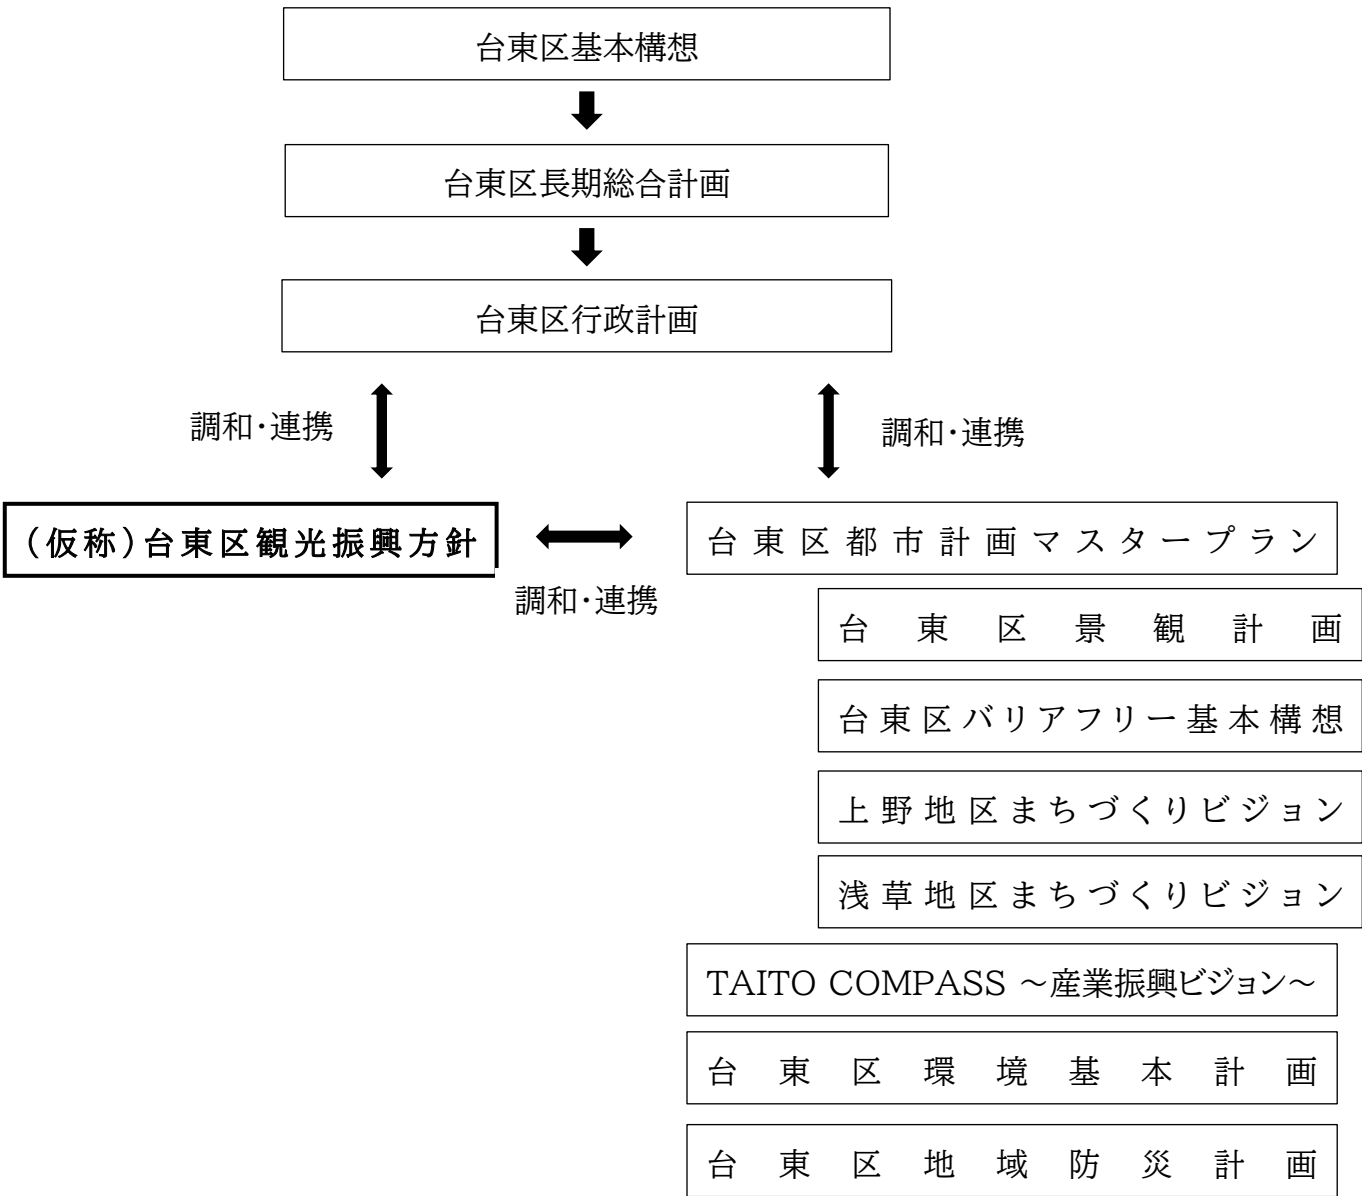 台東区基本構想
台東区長期総合計画
台東区行政計画
調和・連携
調和・連携
（仮称）台東区観光振興方針
調和・連携
台東区都市計画マスタープラン
台東区景観計画
台東区バリアフリー基本構想
上野地区まちづくりビジョン
浅草地区まちづくりビジョン
TAITO COMPASS ～産業振興ビジョン～
台東区環境基本計画
台東区地域防災計画